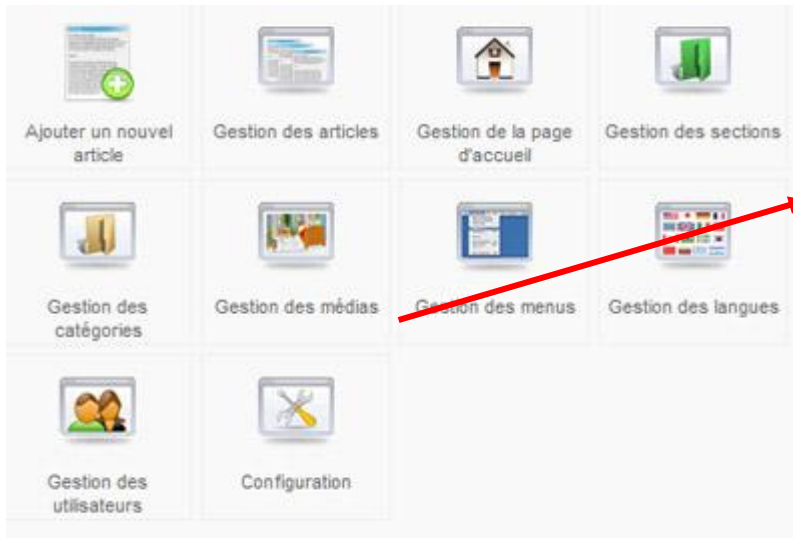 Ajouter un nouvel
article
Gestion des articles
Gestion de la page
d'accueil
Gestion des sections
Gestion des
catégories
Gestion des médias
Gestion des menus
Gestion des langues
Gestion des
utilisateurs
Configuration